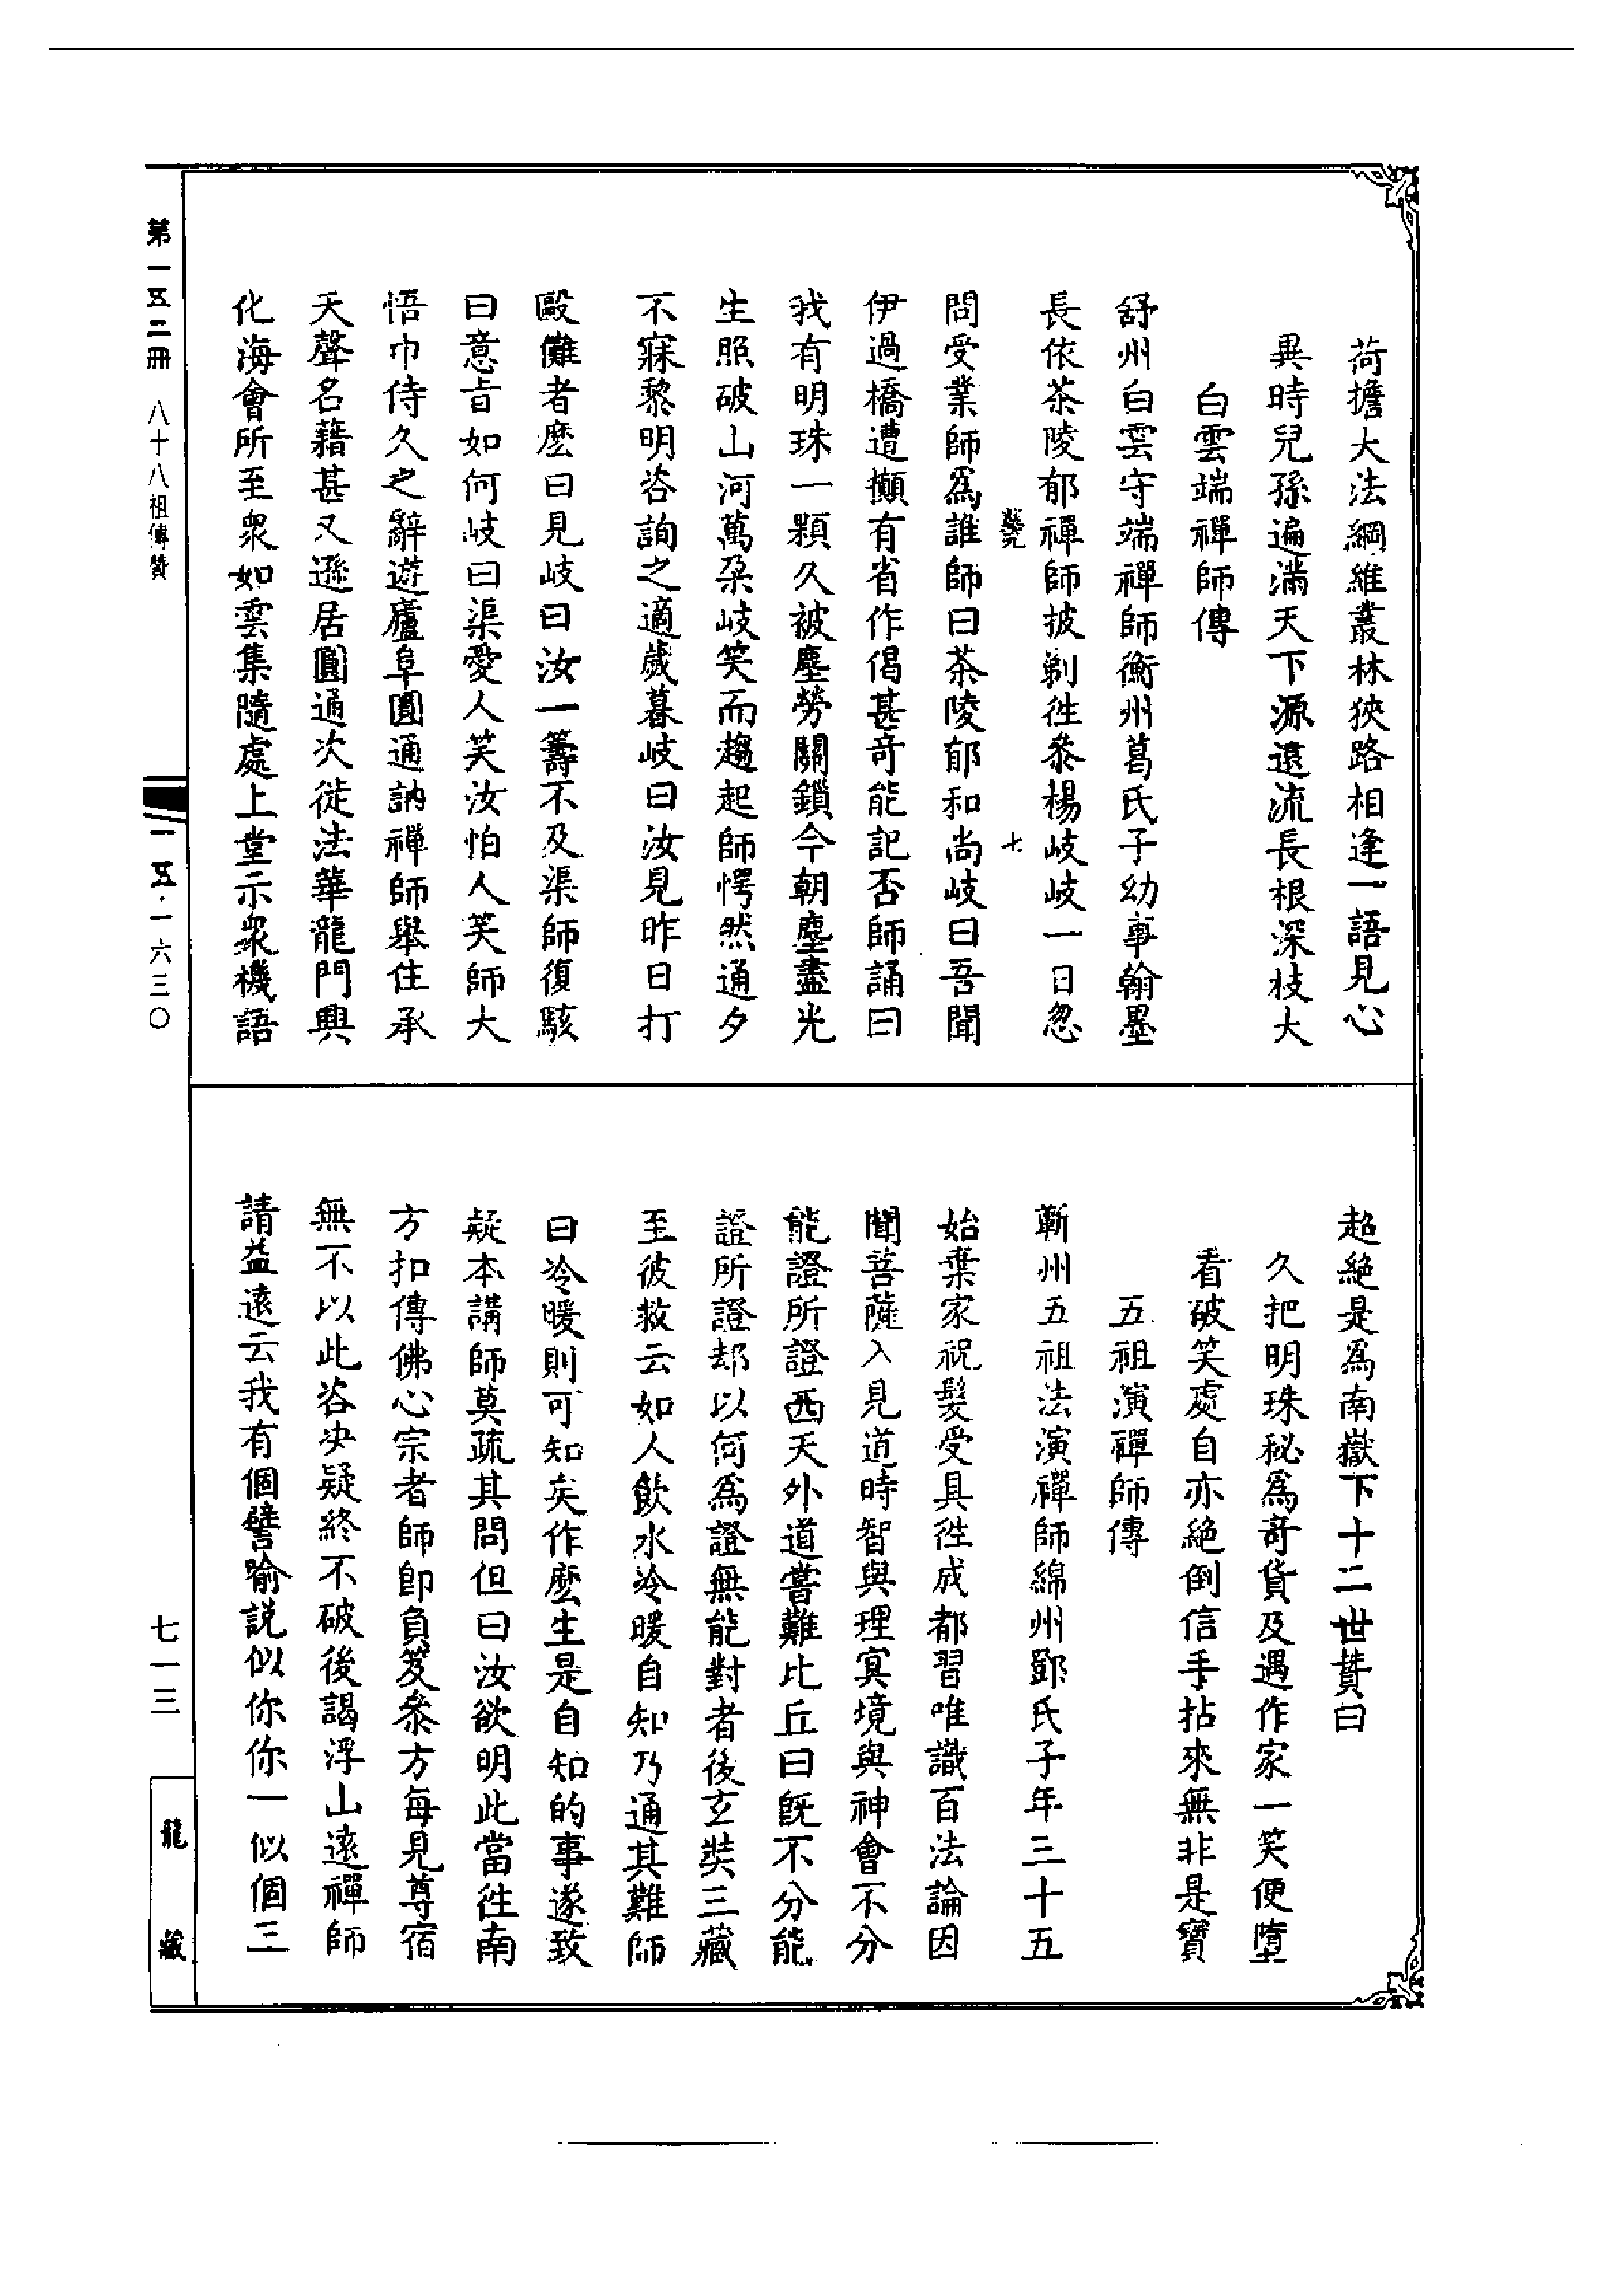 荷擔大法綱維叢林狹路相逢一語見心
異時兒孫遍滿天下源遠流長根深枝大
白雲端禪師傳
舒州白雲守端禪師衡州葛氏子幼事翰墨
長依茶陵郁禪師披剃徃叅楊岐岐一日忽
七
問受業師爲誰師曰茶陵郁和尚岐曰吾聞
伊過橋遭攧有省作偈甚竒能記否師誦曰
我有明珠一顆久被塵勞關鎖今朝塵盡光
生照破山河萬朶岐笑而趨起師愕然通夕
不寐黎明咨詢之適歲暮岐曰汝見昨日打
毆儺者麽曰見岐曰汝一籌不及渠師復駭
曰意旨如何岐曰渠愛人笑汝怕人笑師大
悟巾侍久之辭遊廬阜圓通訥禪師舉住承
天聲名藉甚又遜居圓通次徙法華龍門興
化海會所至衆如雲集隨處上堂示衆機語
超絕是爲南嶽下十二世賛曰
久把明珠秘爲竒貨及遇作家一笑便墮
看破笑處自亦絕倒信手拈來無非是寶
五祖演禪師傳
蘄州五祖法演禪師綿州鄧氏子年三十五
始棄家祝髮受具徃成都習唯識百法論因
聞菩薩入見道時智與理冥境與神會不分
能證所證西天外道嘗難比丘曰旣不分能
證所證却以何爲證無能對者後玄奘三藏
至彼救云如人飲水冷暖自知乃通其難師
曰冷暖則可知矣作麽生是自知的事遂致
疑本講師莫疏其問但曰汝欲明此當徃南
方扣傳佛心宗者師卽負笈叅方每見尊宿
無不以此咨決疑終不破後謁浮山遠禪師
請益遠云我有個譬喻説似你你一似個三
第一五二冊 八十八祖傳贊
一五·一六三〇
七一三
龍藏